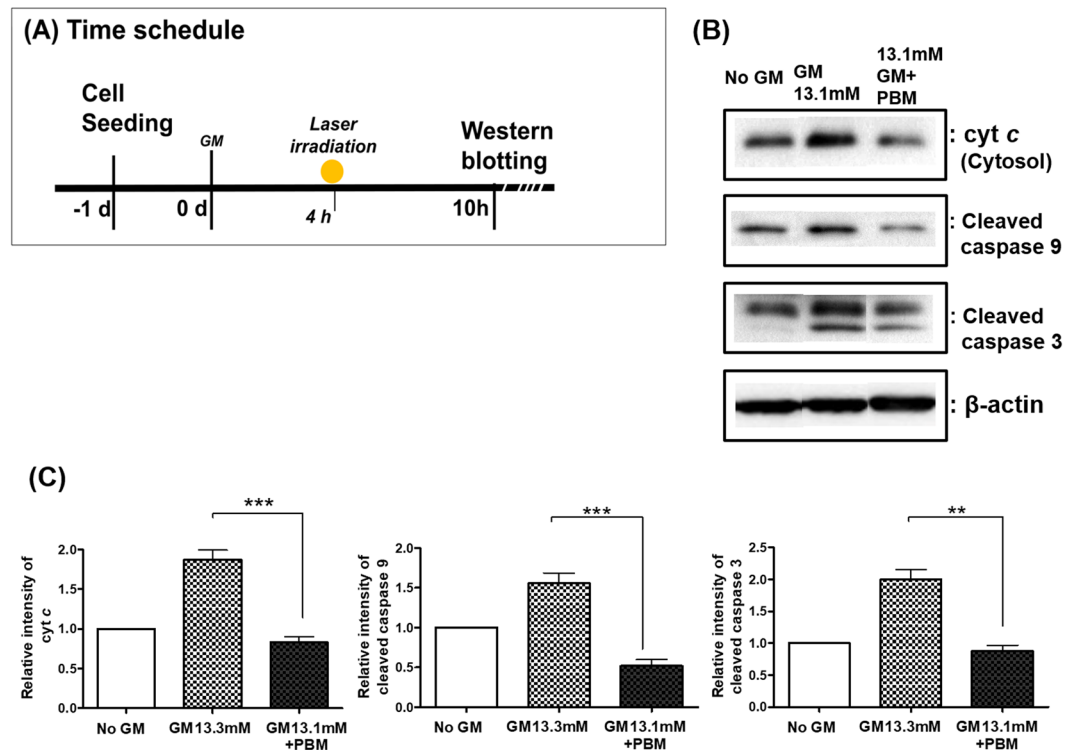 (A) Time schedule
Cell
Seeding
GM
Laser
irradiation
Western
blotting
-1 d
0 d
4 h
10h
(B)
No GM
GM
13.1mM
13.1mM
GM+
PBM
: cyt c
(Cytosol)
: Cleaved
caspase 9
: Cleaved
caspase 3
: β-actin
(C)
***
Relative intensity of
cyt c
2.0
1.5
1.0
0.5
0.0
No GM
GM13.3mM
GM13.1mM
+PBM
***
Relative intensity of
cleaved caspase 9
2.0
1.5
1.0
0.5
0.0
No GM
GM13.3mM
GM13.1mM
+PBM
**
Relative intensity of
cleaved caspase 3
2.5
2.0
1.5
1.0
0.5
0.0
No GM
GM13.3mM
GM13.1mM
+PBM